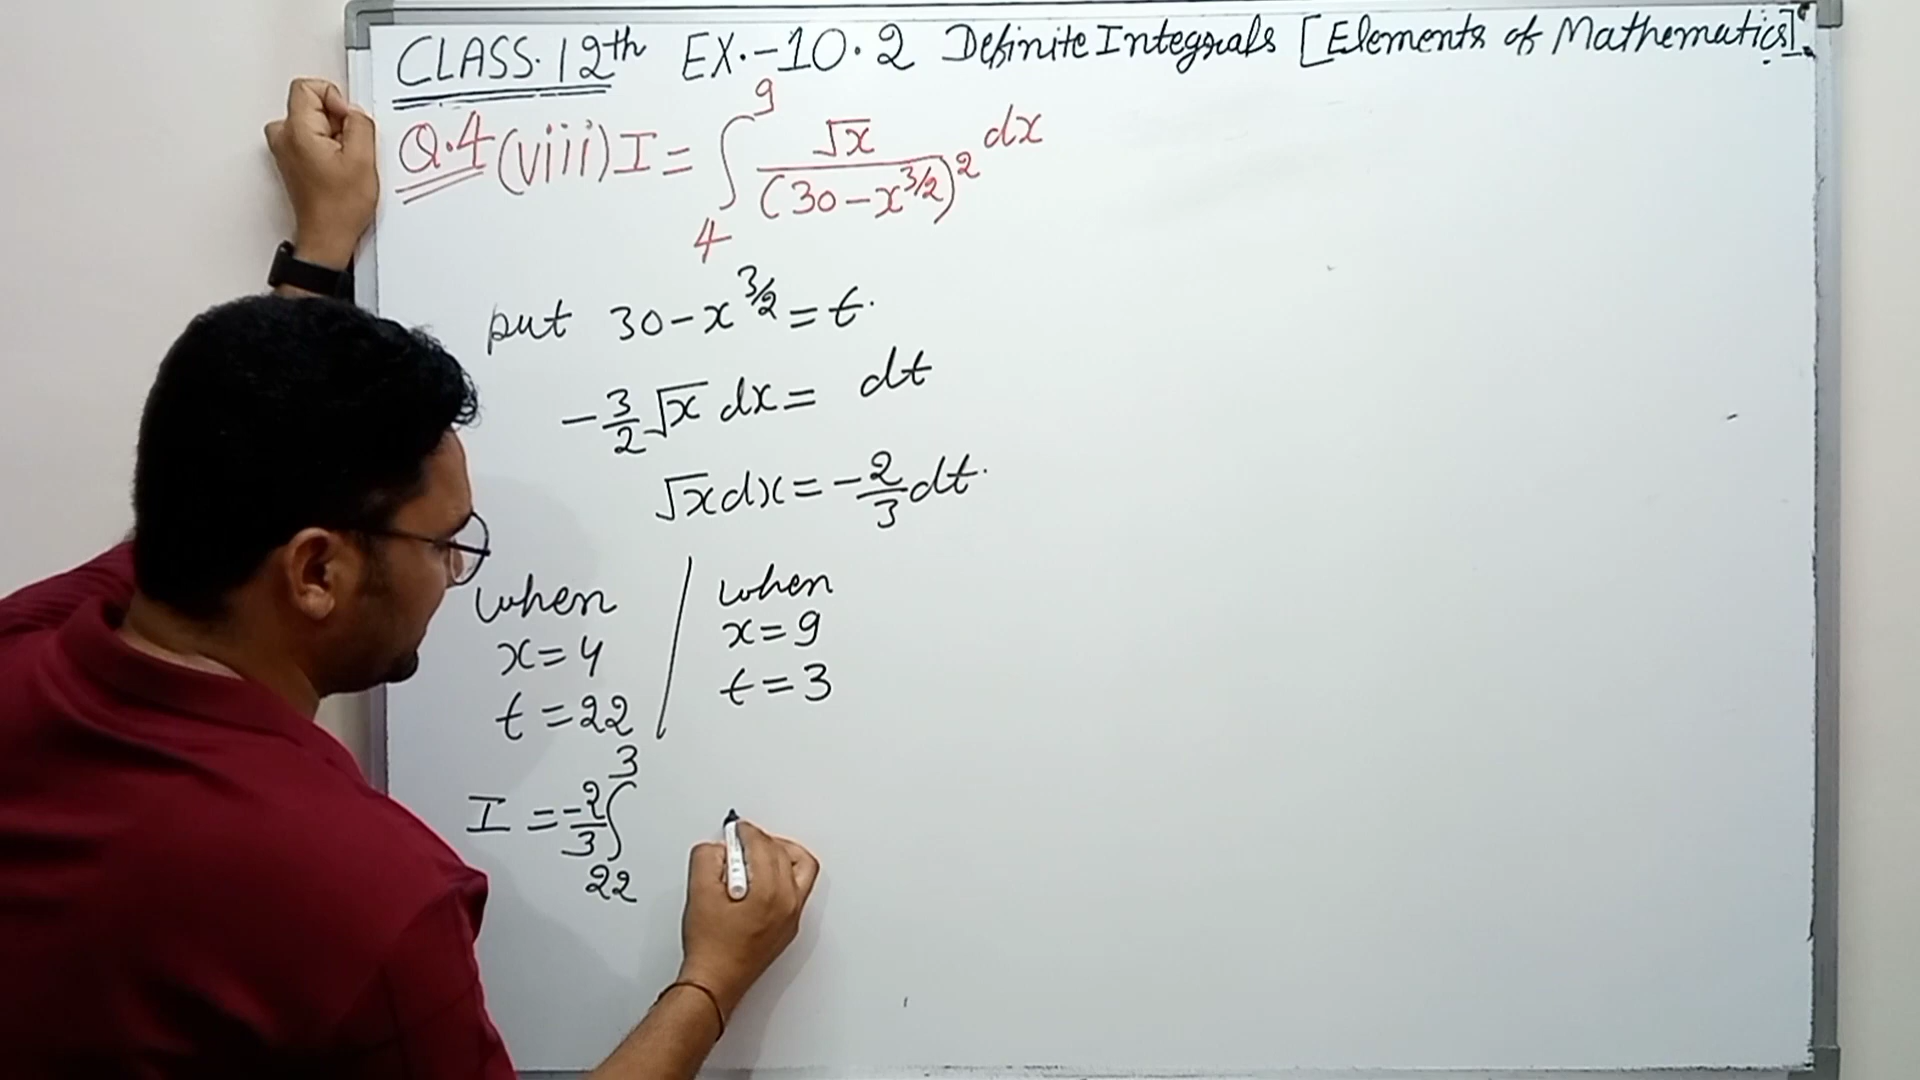 CLASS.12th EX.-10.2 Definite Integrals [Elements of Mathematics].
Q.4 (viii) I = ∫₄⁹ √x/(30-x^3/2)² dx
put 30-x^3/2 = t.
-3/2 √x dx = dt
√x dx = -2/3 dt.
when / when
x=4 x=9
t=22 t=3
I = -2/3 ∫₂₂³